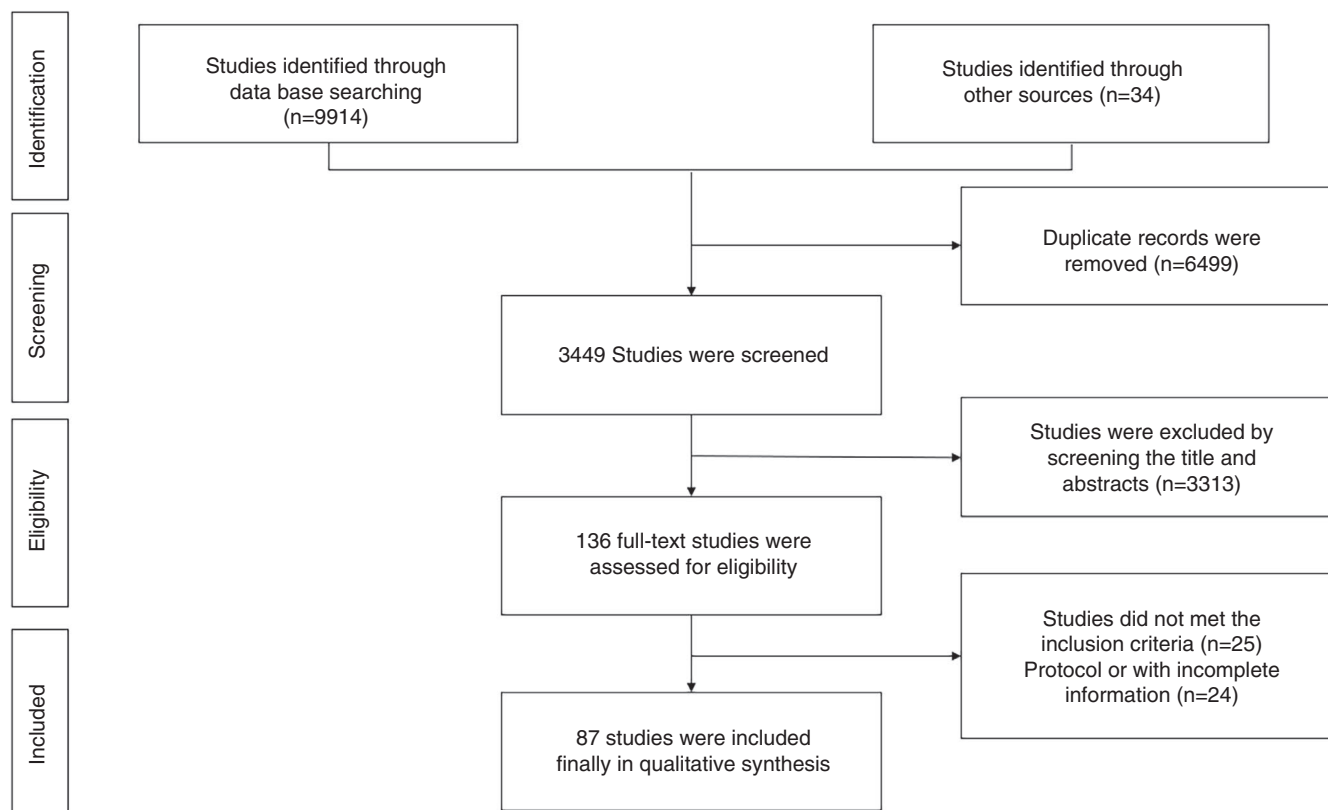 Identification
Studies identified through
data base searching
(n=9914)
Studies identified through
other sources (n=34)
Duplicate records were
removed (n=6499)
Screening
3449 Studies were screened
Studies were excluded by
screening the title and
abstracts (n=3313)
Eligibility
136 full-text studies were
assessed for eligibility
Studies did not met the
inclusion criteria (n=25)
Protocol or with incomplete
information (n=24)
Included
87 studies were included
finally in qualitative synthesis